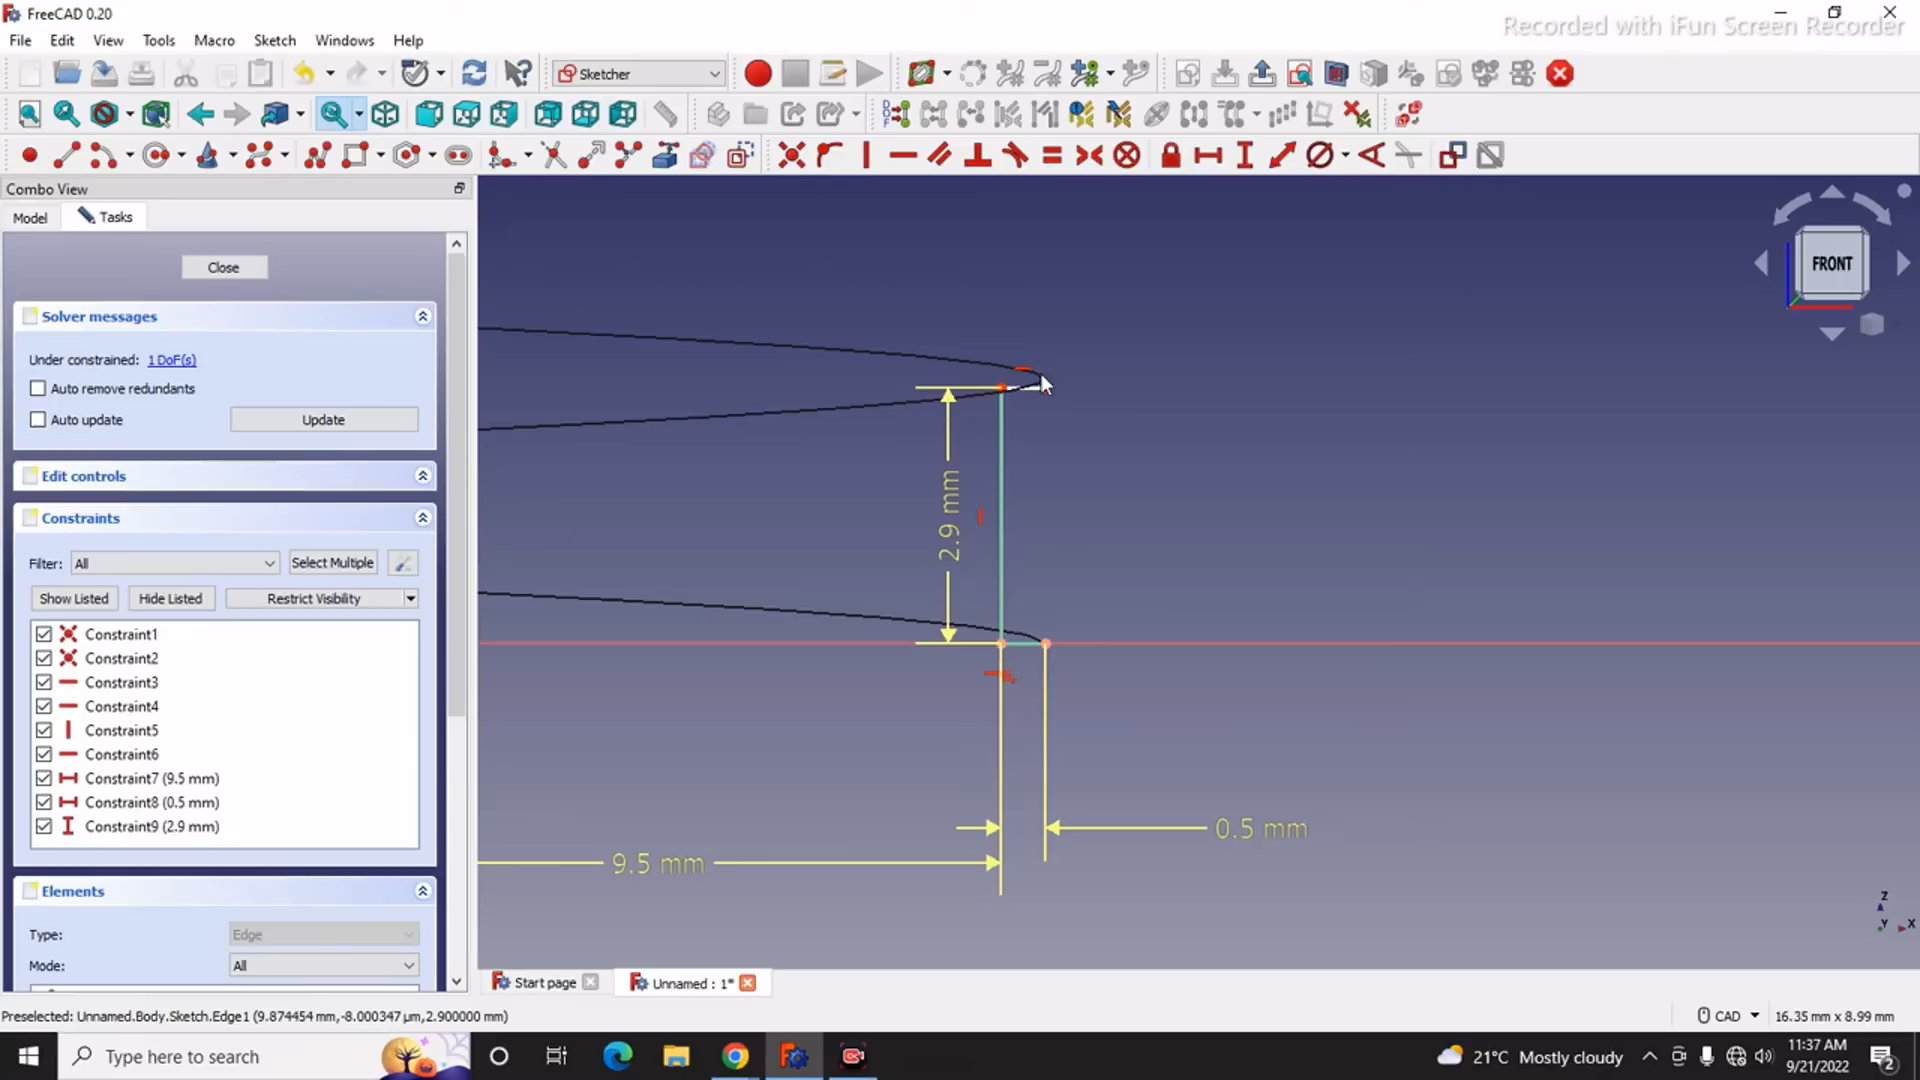 FreeCAD 0.20
Recorded with iFun Screen Recorder
File Edit View Tools Macro Sketch Windows Help
Sketcher
Combo View
Model Tasks
Close
Solver messages
Under constrained: 1 DoF(s)
Auto remove redundants
Auto update Update
Edit controls
Constraints
Filter: All Select Multiple
Show Listed Hide Listed Restrict Visibility
Constraint1
Constraint2
Constraint3
Constraint4
Constraint5
Constraint6
Constraint7 (9.5 mm)
Constraint8 (0.5 mm)
Constraint9 (2.9 mm)
Elements
Type: Edge
Mode: All
FRONT
2.9 mm
0.5 mm
9.5 mm
Z
Y X
Start page Unnamed : 1*
Preselected: Unnamed.Body.Sketch.Edge1 (9.874454 mm,-8.000347 µm,2.900000 mm)
CAD 16.35 mm x 8.99 mm
Type here to search
21°C Mostly cloudy
11:37 AM
9/21/2022
2